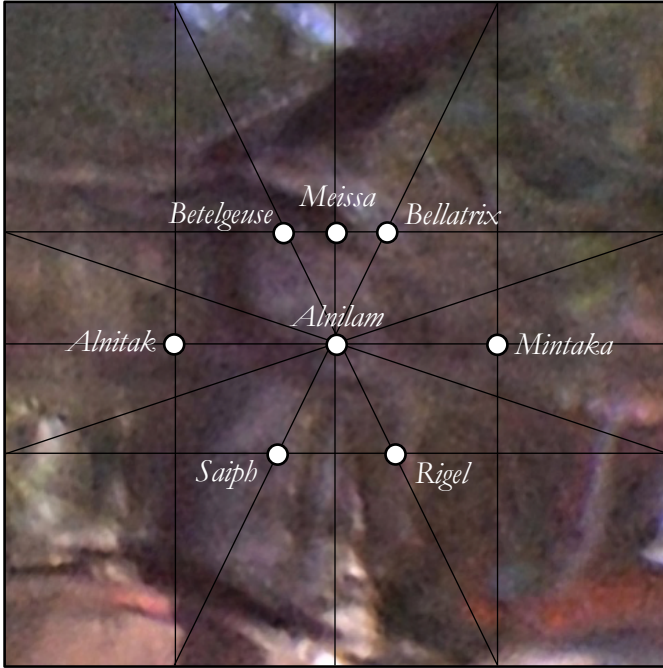 Meissa
Betelgeuse
Bellatrix
Alnilam
Alnitak
Mintaka
Saiph
Rigel